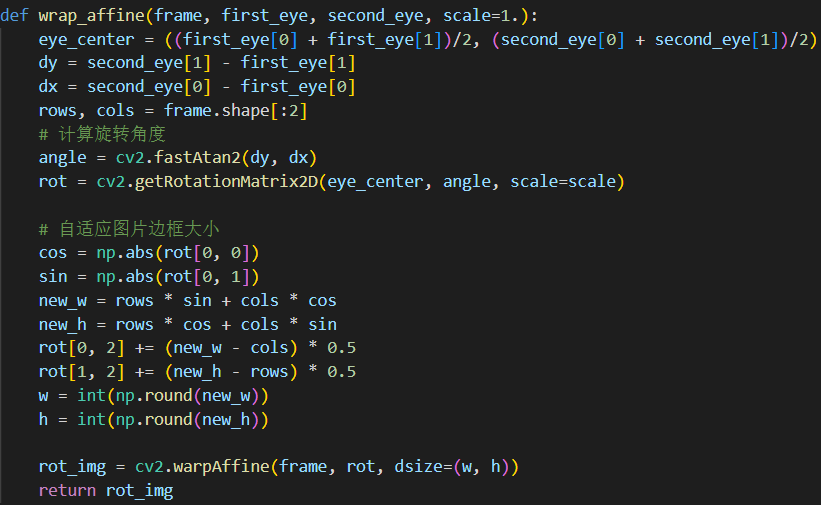 def wrap_affine(frame, first_eye, second_eye, scale=1.):
    eye_center = ((first_eye[0] + first_eye[1])/2, (second_eye[0] + second_eye[1])/2)
    dy = second_eye[1] - first_eye[1]
    dx = second_eye[0] - first_eye[0]
    rows, cols = frame.shape[:2]
    # 计算旋转角度
    angle = cv2.fastAtan2(dy, dx)
    rot = cv2.getRotationMatrix2D(eye_center, angle, scale=scale)

    # 自适应图片边框大小
    cos = np.abs(rot[0, 0])
    sin = np.abs(rot[0, 1])
    new_w = rows * sin + cols * cos
    new_h = rows * cos + cols * sin
    rot[0, 2] += (new_w - cols) * 0.5
    rot[1, 2] += (new_h - rows) * 0.5
    w = int(np.round(new_w))
    h = int(np.round(new_h))

    rot_img = cv2.warpAffine(frame, rot, dsize=(w, h))
    return rot_img